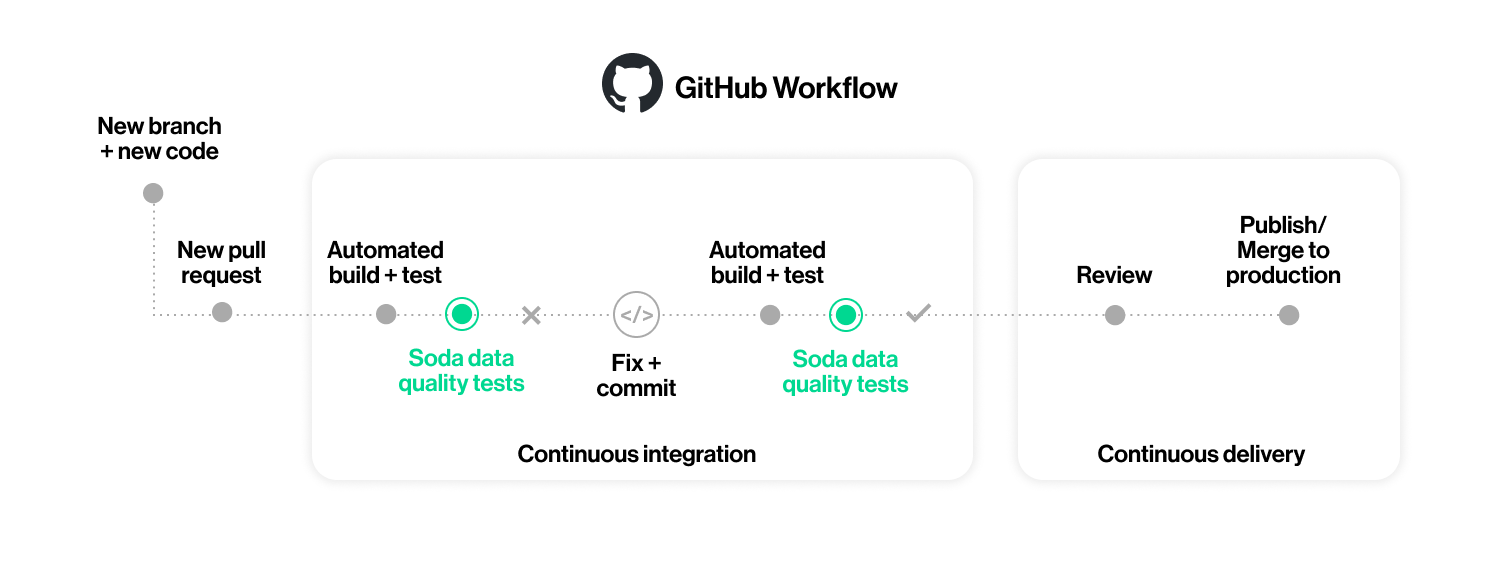 GitHub Workflow
New branch
+ new code
New pull
request
Automated
build + test
Soda data
quality tests
</>
Fix +
commit
Automated
build + test
Soda data
quality tests
Continuous integration
Review
Publish/
Merge to
production
Continuous delivery